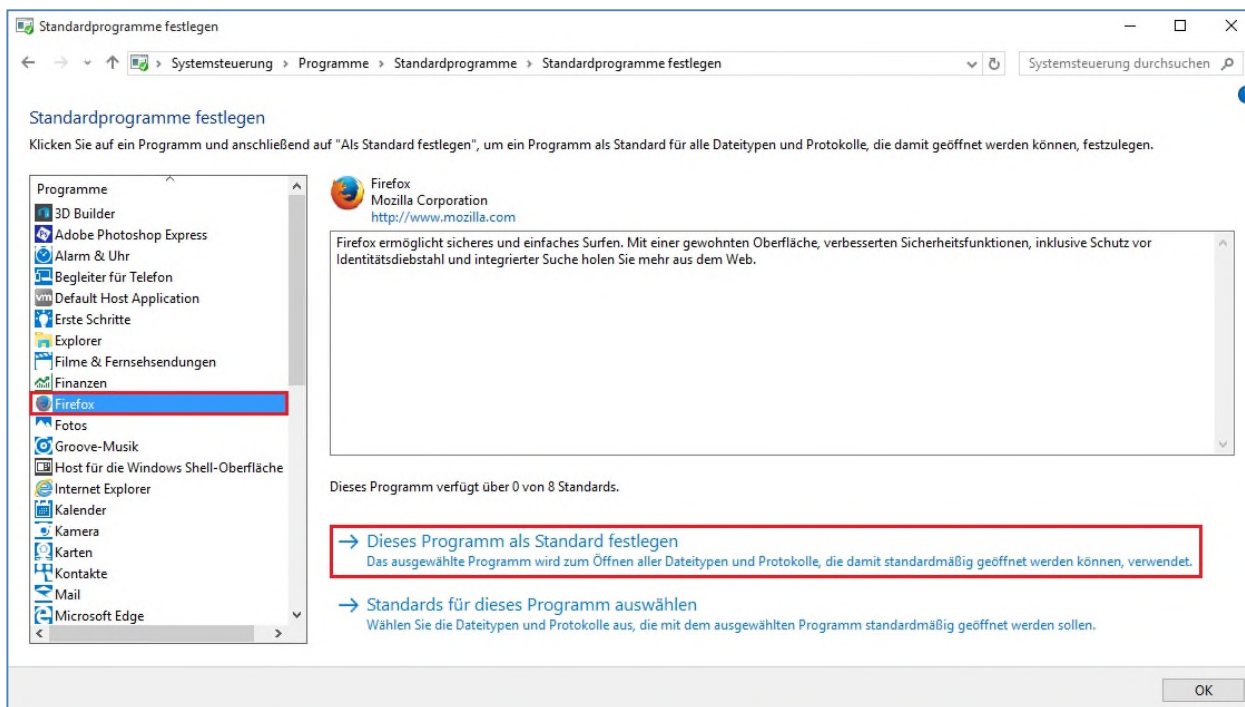 Standardprogramme festlegen
Systemsteuerung > Programme > Standardprogramme > Standardprogramme festlegen
Systemsteuerung durchsuchen
Standardprogramme festlegen
Klicken Sie auf ein Programm und anschließend auf "Als Standard festlegen", um ein Programm als Standard für alle Dateitypen und Protokolle, die damit geöffnet werden können, festzulegen.
Programme
3D Builder
Adobe Photoshop Express
Alarm & Uhr
Begleiter für Telefon
vm Default Host Application
Erste Schritte
Explorer
Filme & Fernsehsendungen
Finanzen
Firefox
Fotos
Groove-Musik
Host für die Windows Shell-Oberfläche
Internet Explorer
Kalender
Kamera
Karten
Kontakte
Mail
Microsoft Edge
Firefox
Mozilla Corporation
http://www.mozilla.com
Firefox ermöglicht sicheres und einfaches Surfen. Mit einer gewohnten Oberfläche, verbesserten Sicherheitsfunktionen, inklusive Schutz vor
Identitätsdiebstahl und integrierter Suche holen Sie mehr aus dem Web.
Dieses Programm verfügt über 0 von 8 Standards.
Dieses Programm als Standard festlegen
Das ausgewählte Programm wird zum Öffnen aller Dateitypen und Protokolle, die damit standardmäßig geöffnet werden können, verwendet.
Standards für dieses Programm auswählen
Wählen Sie die Dateitypen und Protokolle aus, die mit dem ausgewählten Programm standardmäßig geöffnet werden sollen.
OK